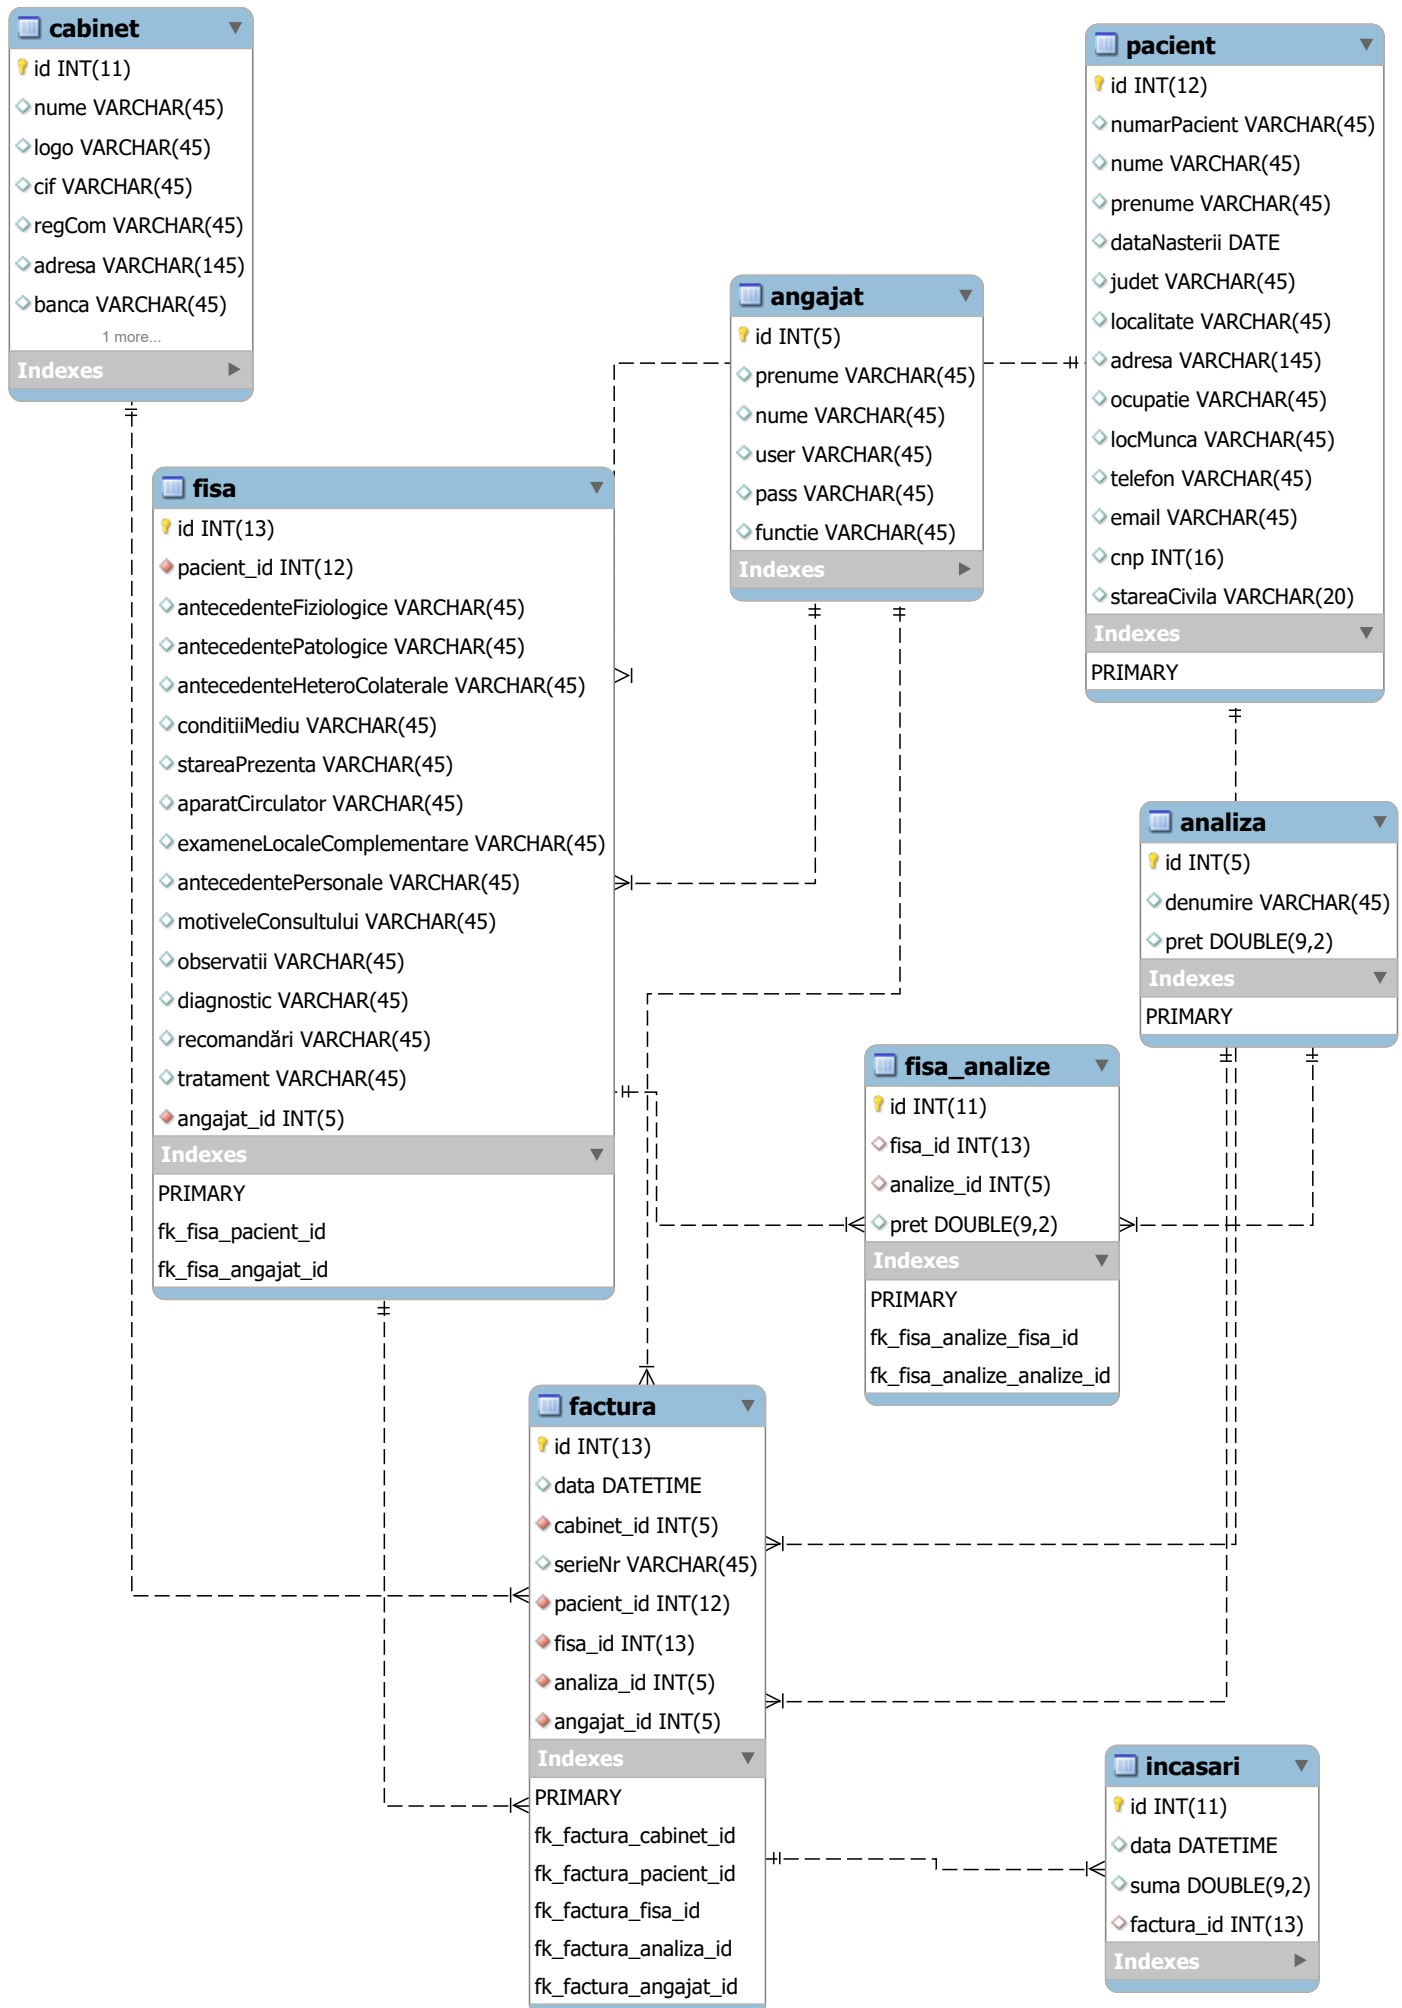 cabinet
id INT(11)
nume VARCHAR(45)
logo VARCHAR(45)
cif VARCHAR(45)
regCom VARCHAR(45)
adresa VARCHAR(145)
banca VARCHAR(45)
1 more...
Indexes
pacient
id INT(12)
numarPacient VARCHAR(45)
nume VARCHAR(45)
prenume VARCHAR(45)
dataNasterii DATE
judet VARCHAR(45)
localitate VARCHAR(45)
adresa VARCHAR(145)
ocupatie VARCHAR(45)
locMunca VARCHAR(45)
telefon VARCHAR(45)
email VARCHAR(45)
cnp INT(16)
stareaCivila VARCHAR(20)
Indexes
PRIMARY
angajat
id INT(5)
prenume VARCHAR(45)
nume VARCHAR(45)
user VARCHAR(45)
pass VARCHAR(45)
functie VARCHAR(45)
Indexes
fisa
id INT(13)
pacient_id INT(12)
antecedenteFiziologice VARCHAR(45)
antecedentePatologice VARCHAR(45)
antecedenteHeteroColaterale VARCHAR(45)
conditiiMediu VARCHAR(45)
stareaPrezenta VARCHAR(45)
aparatCirculator VARCHAR(45)
exameneLocaleComplementare VARCHAR(45)
antecedentePersonale VARCHAR(45)
motiveleConsultului VARCHAR(45)
observatii VARCHAR(45)
diagnostic VARCHAR(45)
recomandări VARCHAR(45)
tratament VARCHAR(45)
angajat_id INT(5)
Indexes
PRIMARY
fk_fisa_pacient_id
fk_fisa_angajat_id
analiza
id INT(5)
denumire VARCHAR(45)
pret DOUBLE(9,2)
Indexes
PRIMARY
fisa_analize
id INT(11)
fisa_id INT(13)
analize_id INT(5)
pret DOUBLE(9,2)
Indexes
PRIMARY
fk_fisa_analize_fisa_id
fk_fisa_analize_analize_id
factura
id INT(13)
data DATETIME
cabinet_id INT(5)
serieNr VARCHAR(45)
pacient_id INT(12)
fisa_id INT(13)
analiza_id INT(5)
angajat_id INT(5)
Indexes
PRIMARY
fk_factura_cabinet_id
fk_factura_pacient_id
fk_factura_fisa_id
fk_factura_analiza_id
fk_factura_angajat_id
incasari
id INT(11)
data DATETIME
suma DOUBLE(9,2)
factura_id INT(13)
Indexes